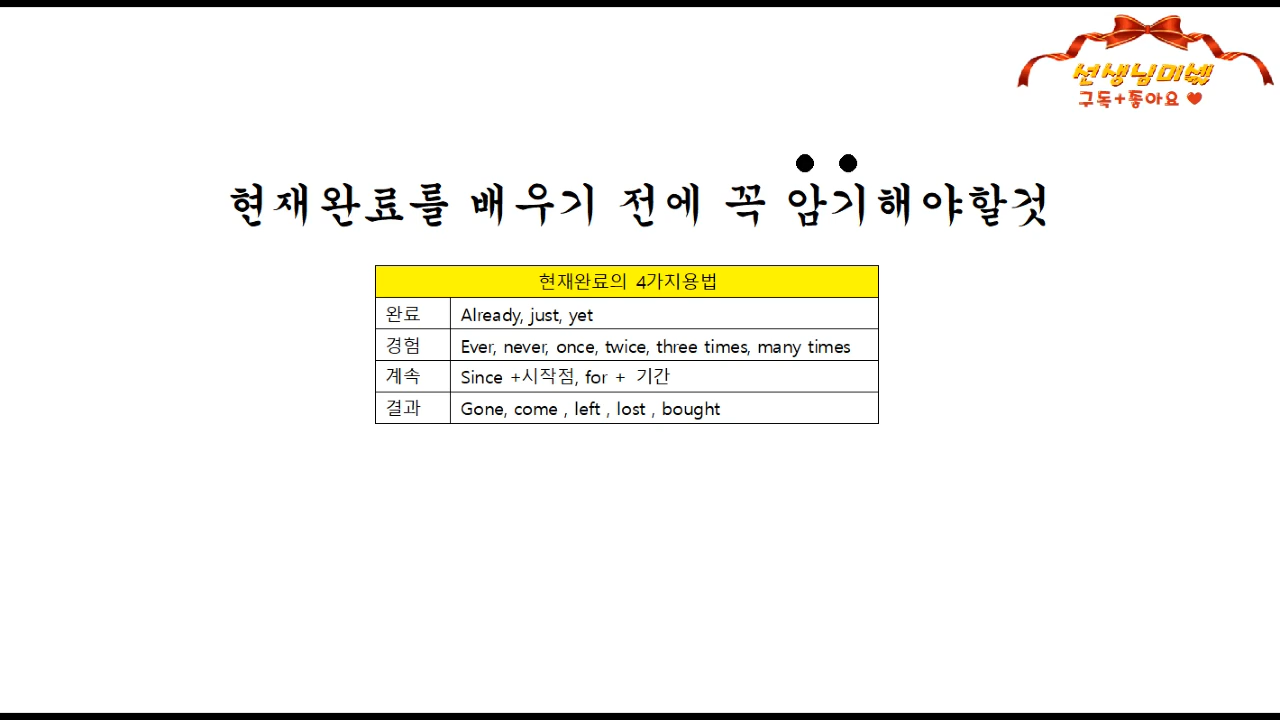 선생님미쉛
구독+좋아요 ♥
현재완료를 배우기 전에 꼭 암기해야할것
현재완료의 4가지용법
완료 Already, just, yet
경험 Ever, never, once, twice, three times, many times
계속 Since +시작점, for + 기간
결과 Gone, come , left , lost , bought